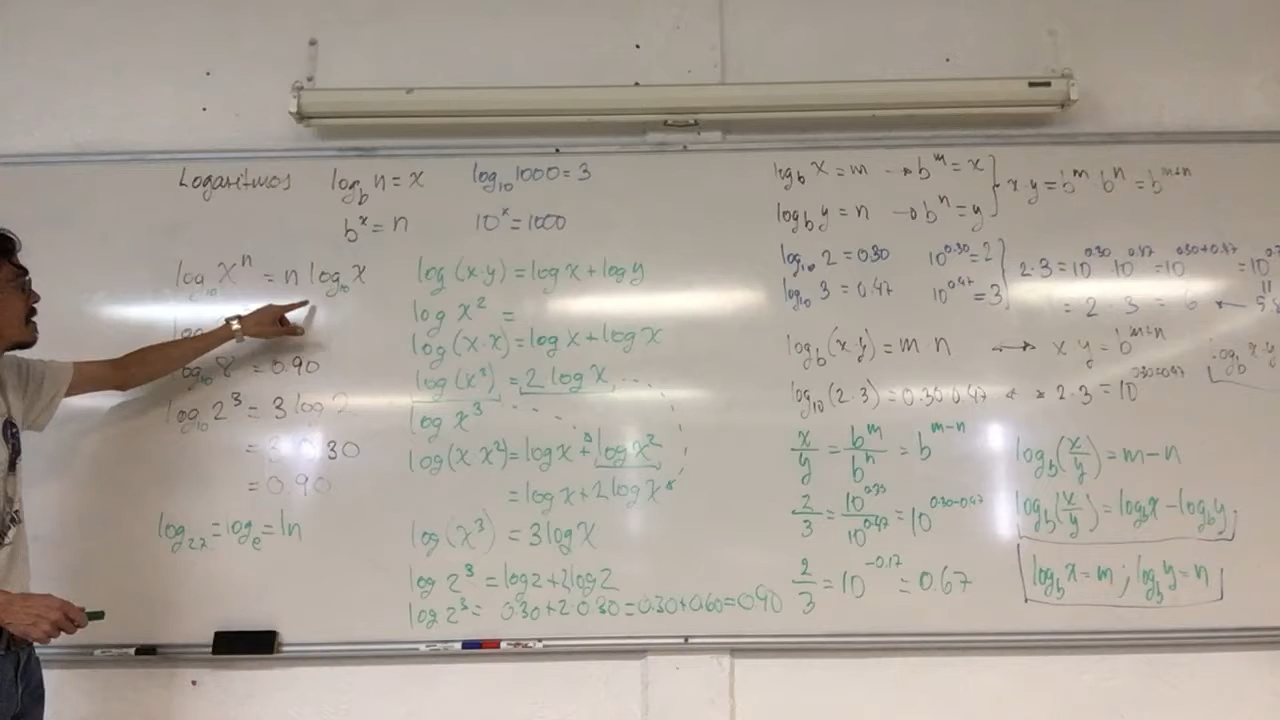 Logaritmos
log_b n = x
b^x = n
log_10 1000 = 3
10^x = 1000
log_10 x^n = n log_10 x
log_10 8 = 0.90
log_10 2^3 = 3 log 2
= 3 0.30
= 0.90
log_2.7 = log_e = ln
log (x·y) = log x + log y
log x^2 =
log (x·x) = log x + log x
log (x^2) = 2 log x
log x^3
log (x x^2) = log x + log x^2
= log x + 2 log x
log (x^3) = 3 log x
log 2^3 = log 2 + 2 log 2
log 2^3 = 0.30 + 2·0.30 = 0.30 + 0.60 = 0.90
log_b x = m → b^m = x
log_b y = n → b^n = y
x·y = b^m b^n = b^{m+n}
log_10 2 = 0.30 10^0.30 = 2
log_10 3 = 0.47 10^0.47 = 3
2·3 = 10^0.30 10^0.47 = 10^{0.30+0.47} = 10
= 2 · 3 = 6
log_b (x·y) = m·n ↔ x y = b^{m+n}
log_b x·y
log_10 (2·3) = 0.30 0.47 2·3 = 10^{0.30+0.47}
x/y = b^m/b^n = b^{m-n}
2/3 = 10^0.30/10^0.47 = 10^{0.30-0.47}
2/3 = 10^-0.17 = 0.67
log_b (x/y) = m - n
log_b (x/y) = log_b x - log_b y
log_b x = m ; log_b y = n